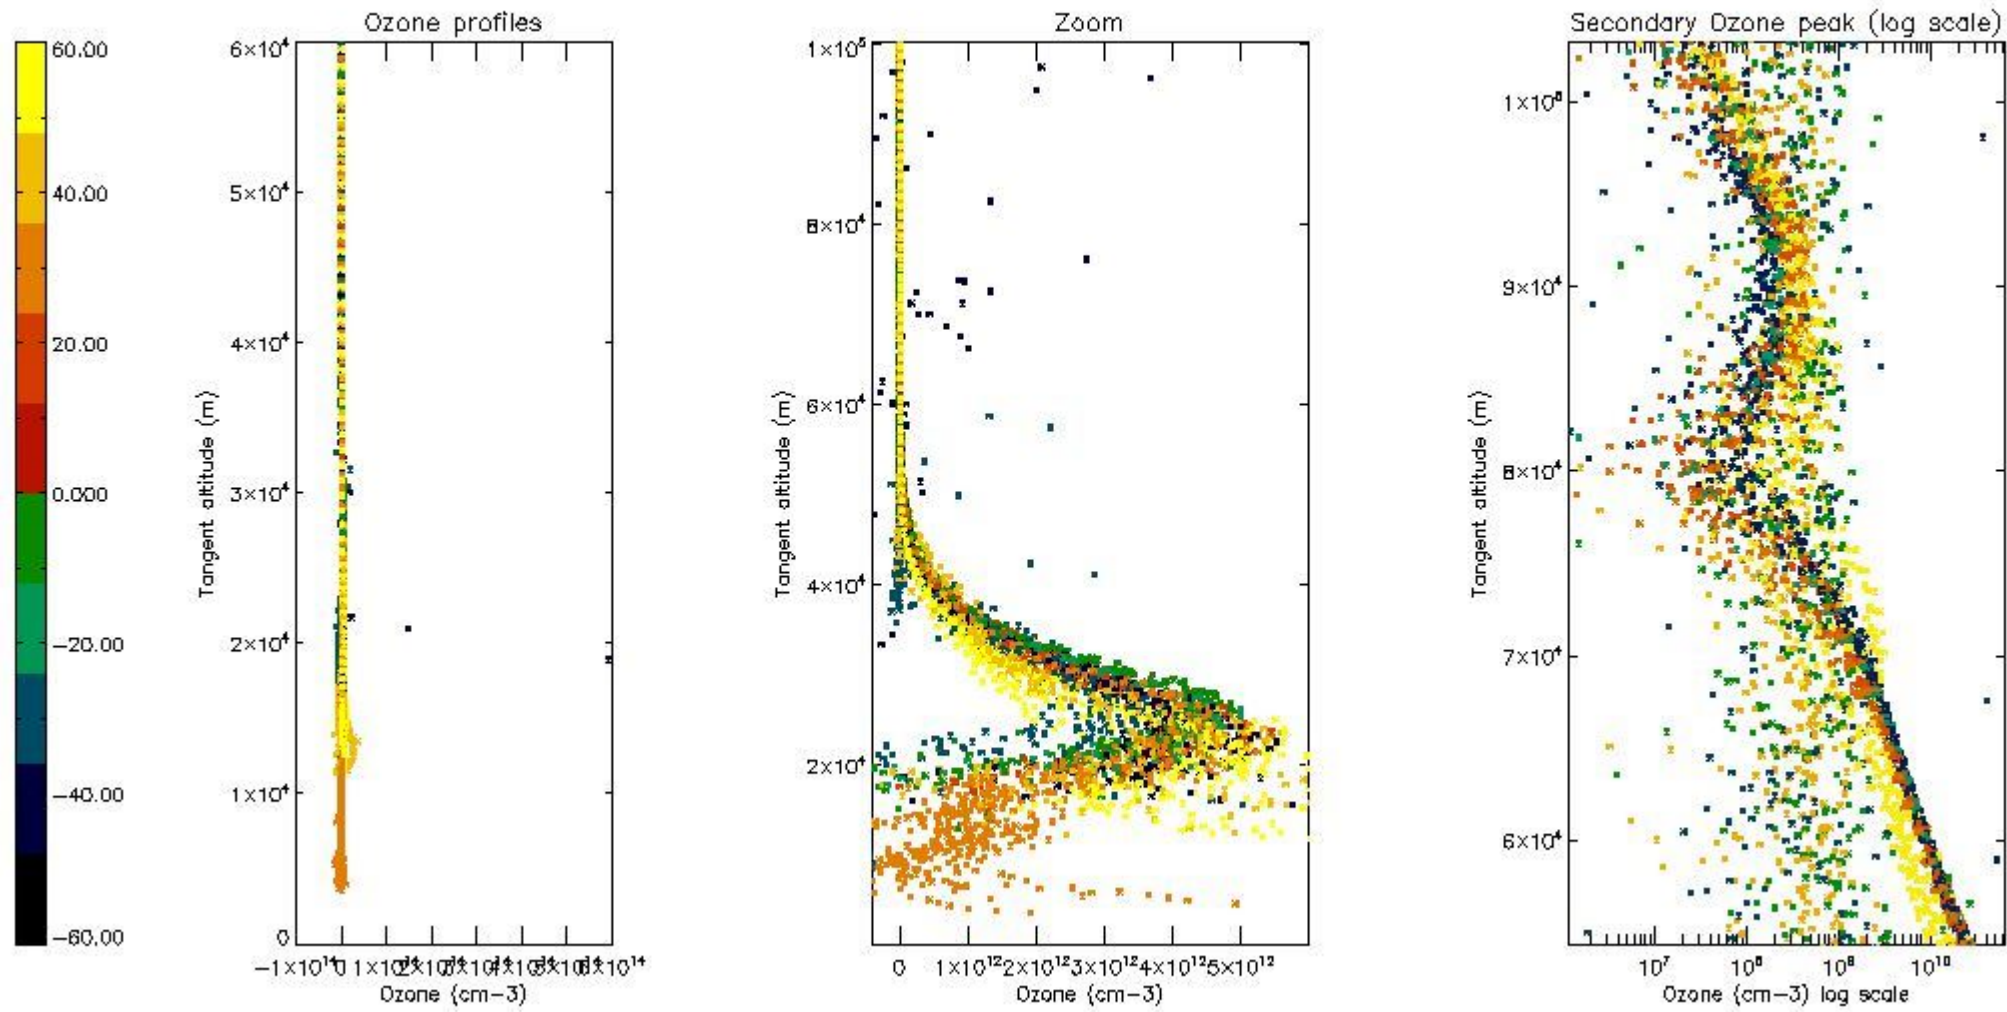 Ozone profiles
Zoom
Secondary Ozone peak (log scale)
60.00
40.00
20.00
-20.00
-40.00
-60.00
6×10⁴
5×10⁴
4×10⁴
3×10⁴
2×10⁴
1×10⁴
0
Tangent altitude (m)
-1×10¹⁴ 0
Ozone (cm-3)
1×10⁵
8×10⁴
6×10⁴
4×10⁴
2×10⁴
Tangent altitude (m)
0 1×10¹² 2×10¹² 3×10¹² 4×10¹² 5×10¹²
Ozone (cm-3)
9×10⁴
8×10⁴
7×10⁴
6×10⁴
Tangent altitude (m)
10⁷ 10⁸ 10⁹ 10¹⁰
Ozone (cm-3) log scale